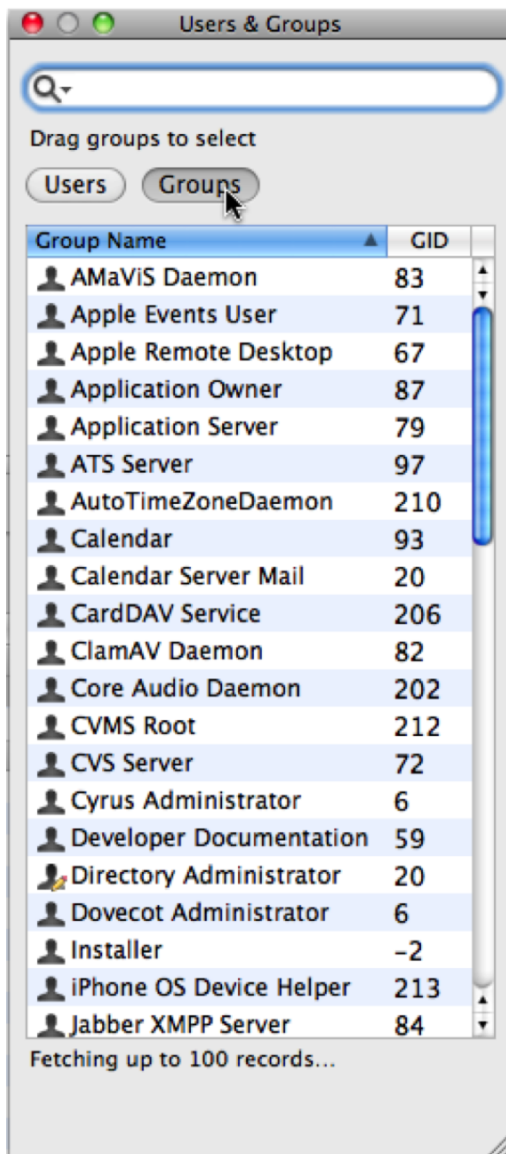 Users & Groups
Drag groups to select
Users Groups
Group Name GID
AMaViS Daemon 83
Apple Events User 71
Apple Remote Desktop 67
Application Owner 87
Application Server 79
ATS Server 97
AutoTimeZoneDaemon 210
Calendar 93
Calendar Server Mail 20
CardDAV Service 206
ClamAV Daemon 82
Core Audio Daemon 202
CVMS Root 212
CVS Server 72
Cyrus Administrator 6
Developer Documentation 59
Directory Administrator 20
Dovecot Administrator 6
Installer -2
iPhone OS Device Helper 213
Jabber XMPP Server 84
Fetching up to 100 records...